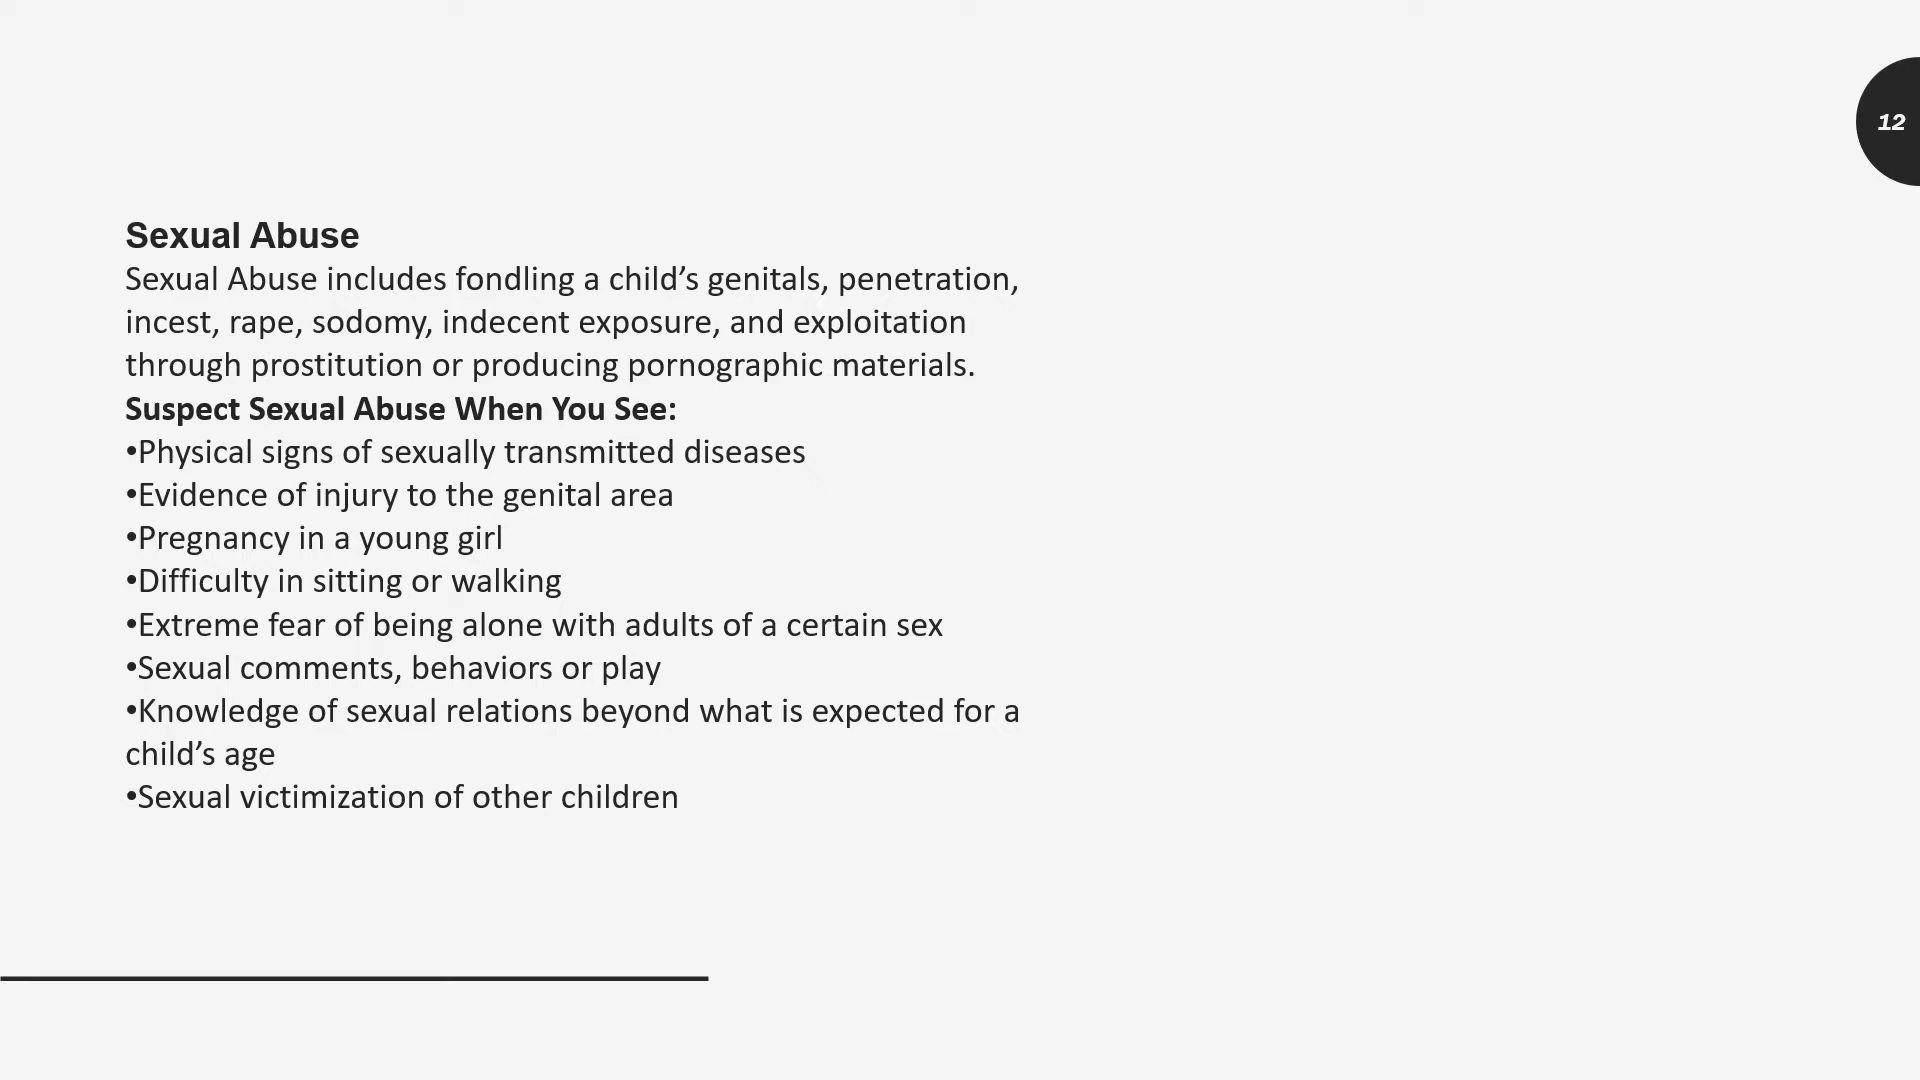 12
Sexual Abuse
Sexual Abuse includes fondling a child’s genitals, penetration,
incest, rape, sodomy, indecent exposure, and exploitation
through prostitution or producing pornographic materials.
Suspect Sexual Abuse When You See:
•Physical signs of sexually transmitted diseases
•Evidence of injury to the genital area
•Pregnancy in a young girl
•Difficulty in sitting or walking
•Extreme fear of being alone with adults of a certain sex
•Sexual comments, behaviors or play
•Knowledge of sexual relations beyond what is expected for a
child’s age
•Sexual victimization of other children